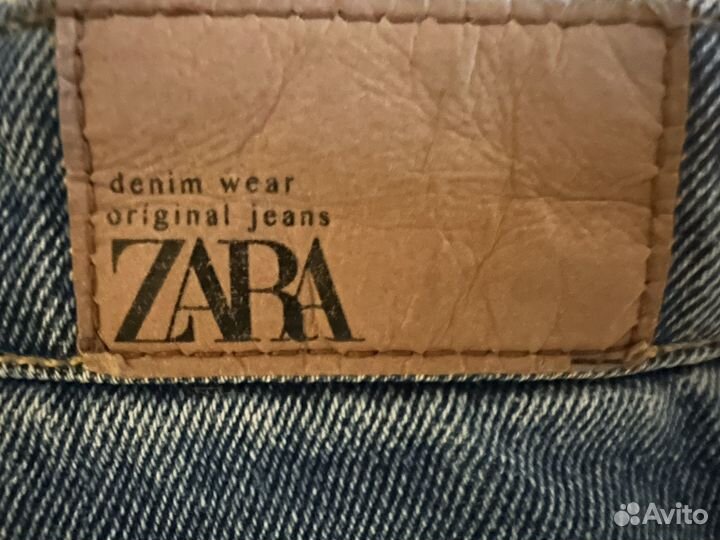 denim wear
original jeans
ZARA
Avito